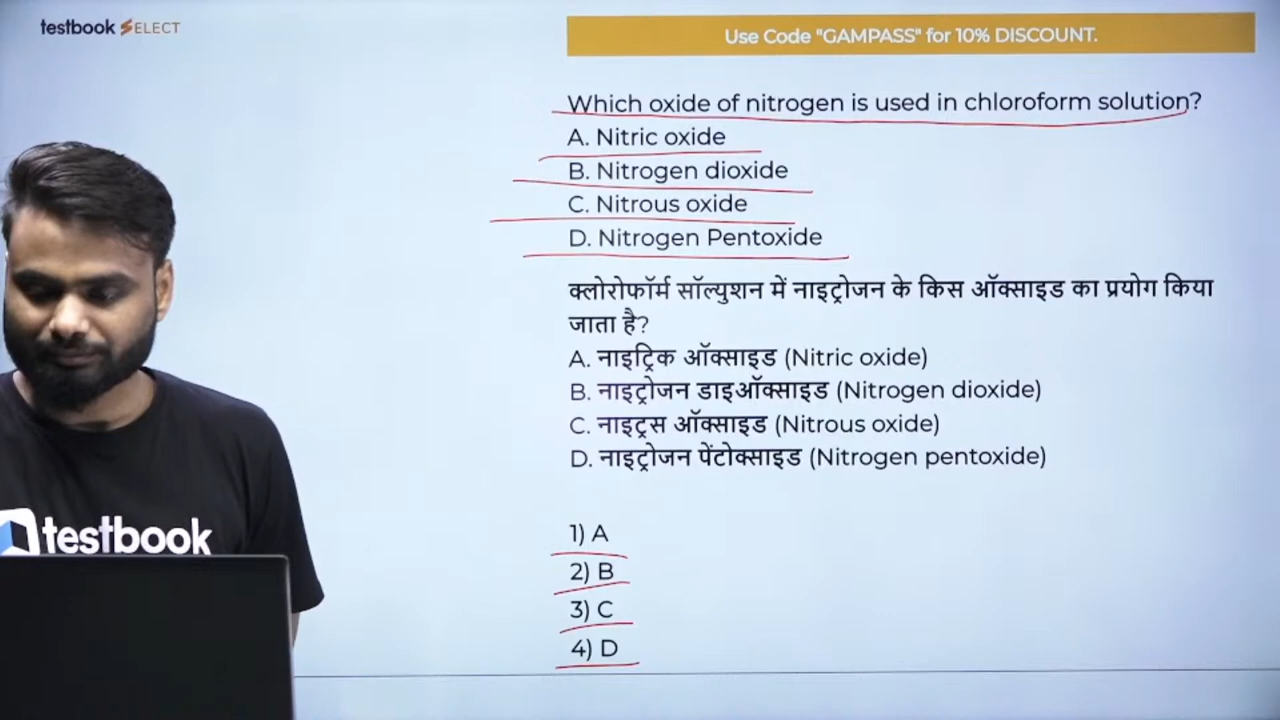 testbook SELECT
Use Code "GAMPASS" for 10% DISCOUNT.
Which oxide of nitrogen is used in chloroform solution?
A. Nitric oxide
B. Nitrogen dioxide
C. Nitrous oxide
D. Nitrogen Pentoxide
क्लोरोफॉर्म सॉल्युशन में नाइट्रोजन के किस ऑक्साइड का प्रयोग किया
जाता है?
A. नाइट्रिक ऑक्साइड (Nitric oxide)
B. नाइट्रोजन डाइऑक्साइड (Nitrogen dioxide)
C. नाइट्रस ऑक्साइड (Nitrous oxide)
D. नाइट्रोजन पेंटोक्साइड (Nitrogen pentoxide)
1) A
2) B
3) C
4) D
testbook